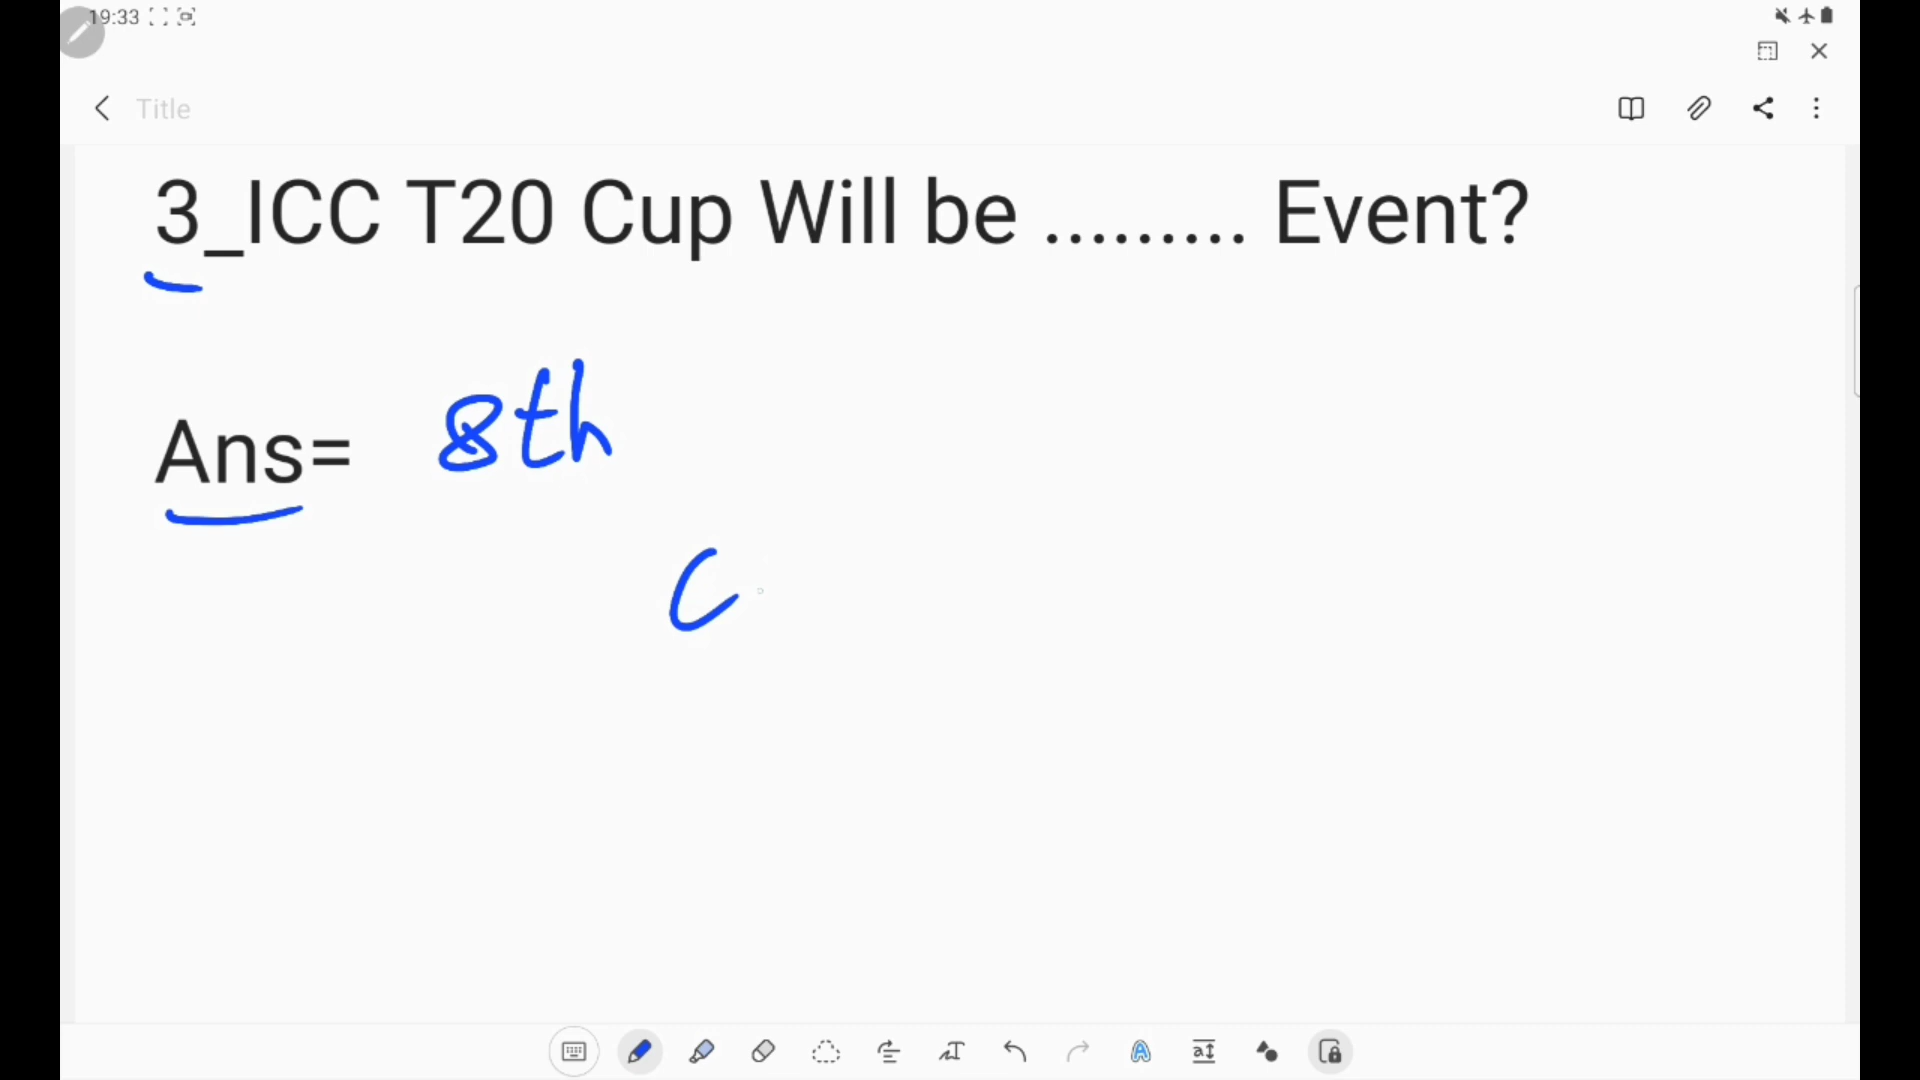 19:33
Title
3_ICC T20 Cup Will be ......... Event?
Ans= 8th
C